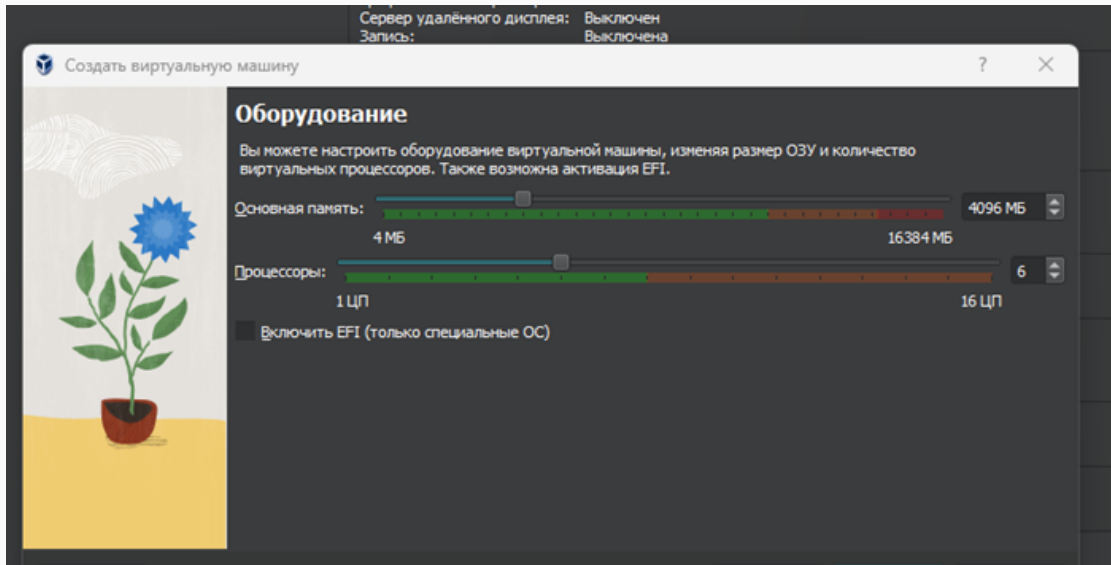 Сервер удалённого дисплея: Выключен
Запись: Выключена
Создать виртуальную машину ?
Оборудование
Вы можете настроить оборудование виртуальной машины, изменяя размер ОЗУ и количество
виртуальных процессоров. Также возможна активация EFI.
Основная память: 4096 МБ
4 МБ 16384 МБ
Процессоры: 6
1 ЦП 16 ЦП
Включить EFI (только специальные ОС)